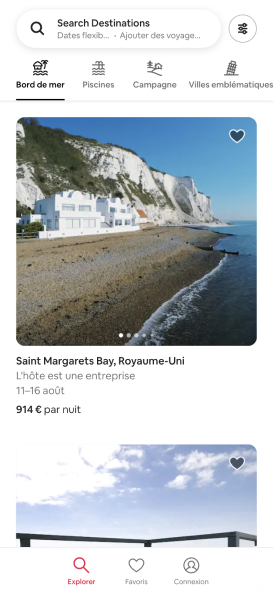 Search Destinations
Dates flexib... · Ajouter des voyage...
Bord de mer
Piscines
Campagne
Villes emblématiques
Saint Margarets Bay, Royaume-Uni
L'hôte est une entreprise
11–16 août
914 € par nuit
Explorer
Favoris
Connexion